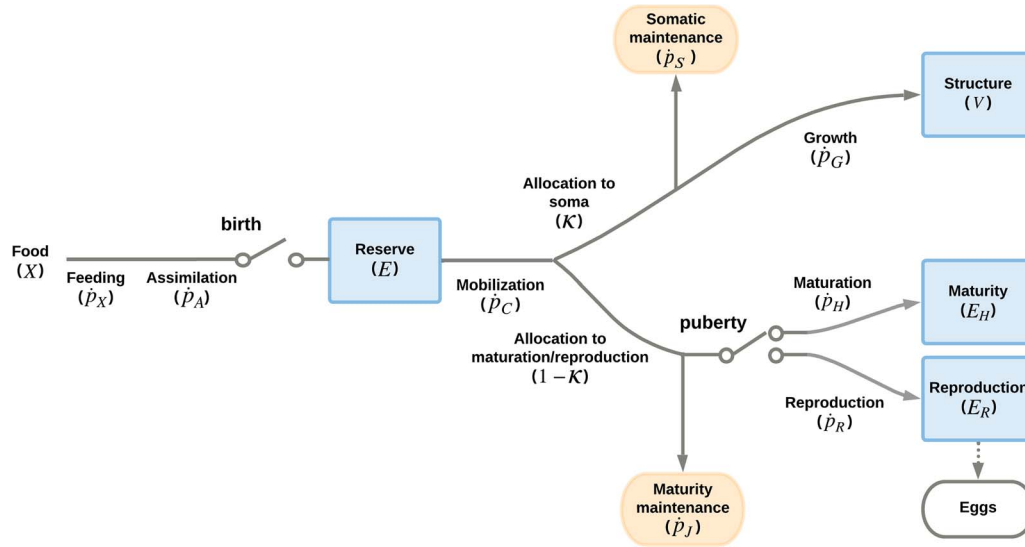 Somatic
maintenance
(ṗ_S)
Structure
(V)
Growth
(ṗ_G)
Allocation to
soma
(κ)
birth
Food
(X)
Feeding
(ṗ_X)
Assimilation
(ṗ_A)
Reserve
(E)
Mobilization
(ṗ_C)
Allocation to
maturation/reproduction
(1 − κ)
puberty
Maturation
(ṗ_H)
Maturity
(E_H)
Reproduction
(ṗ_R)
Reproduction
(E_R)
Maturity
maintenance
(ṗ_J)
Eggs